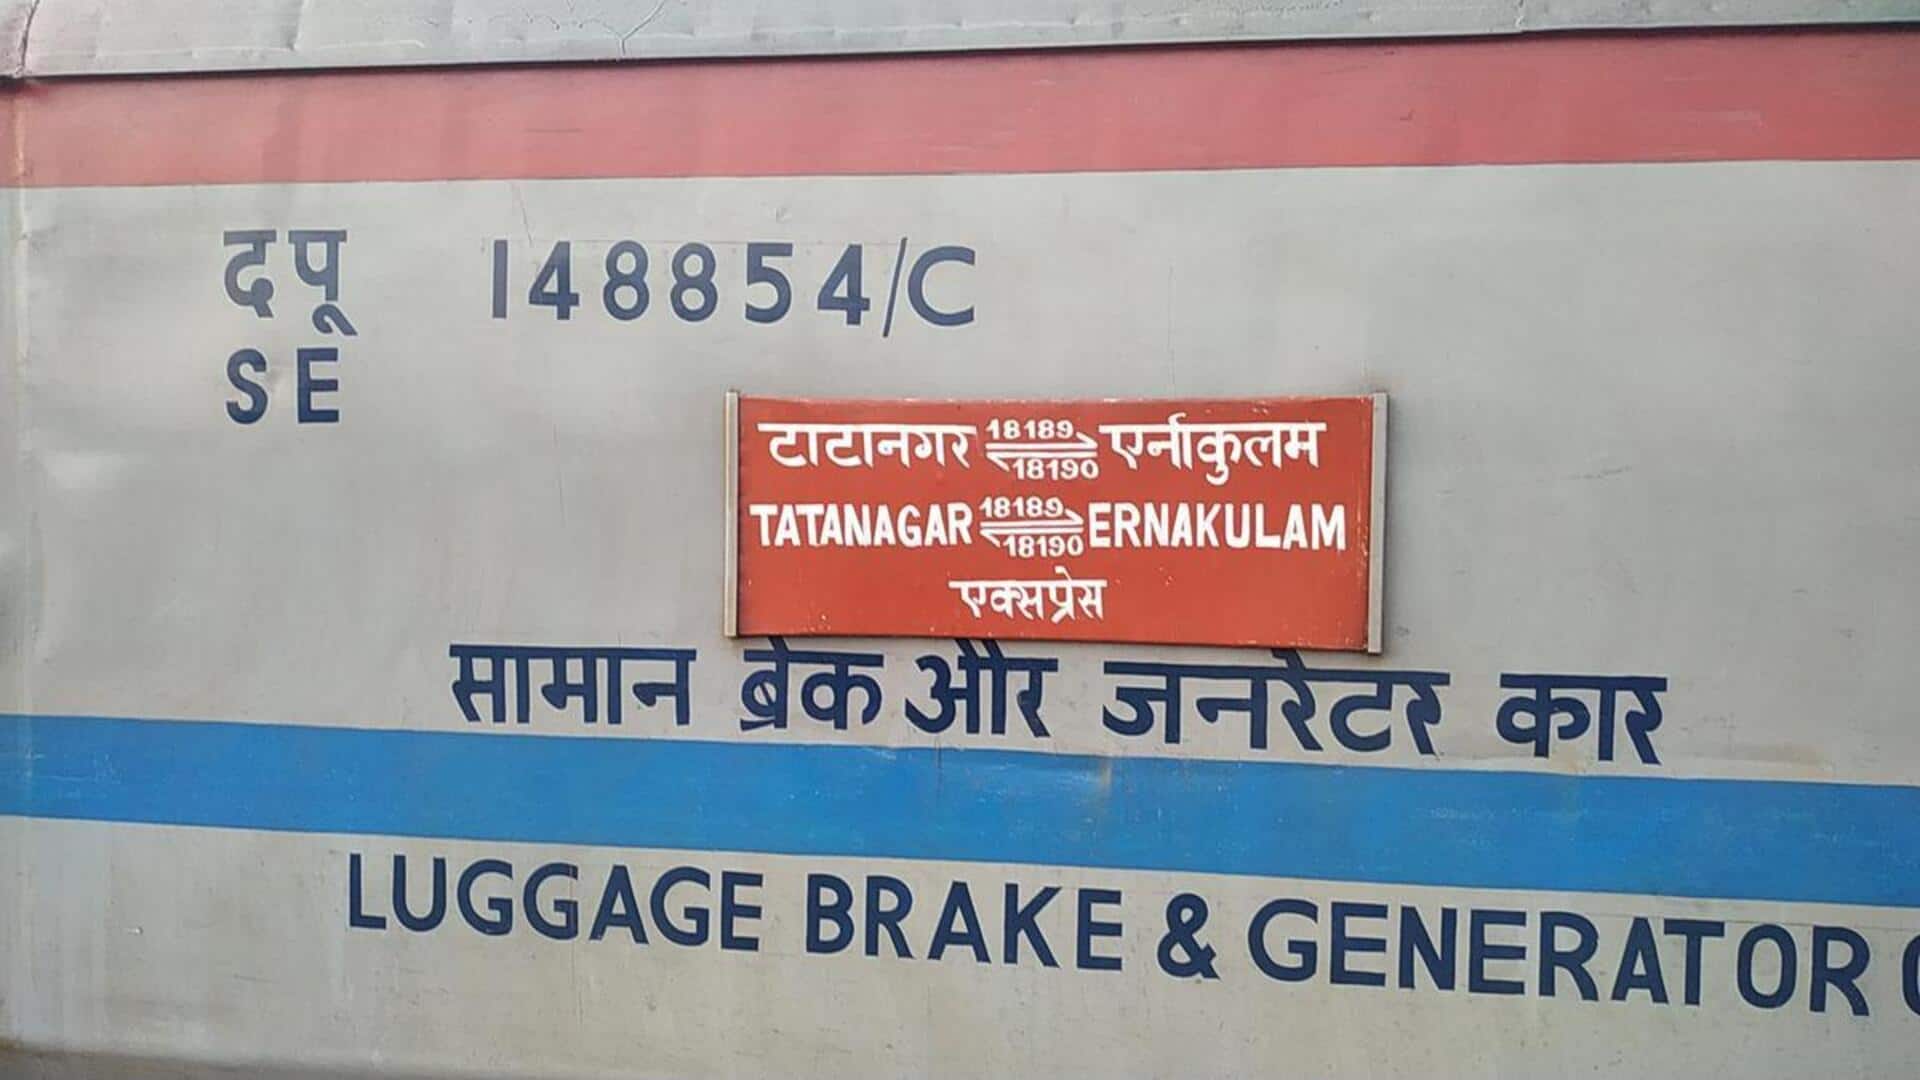 दपू 148854/C
SE
टाटानगर 18189 18190 एर्नाकुलम
TATANAGAR 18189 18190 ERNAKULAM
एक्सप्रेस
सामान ब्रेक और जनरेटर कार
LUGGAGE BRAKE & GENERATOR